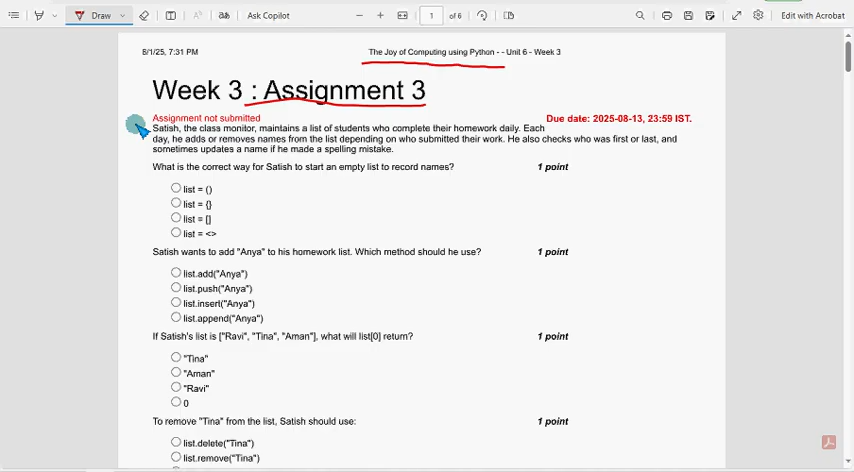 Draw
Ask Copilot
1
of 6
Edit with Acrobat
8/1/25, 7:31 PM
The Joy of Computing using Python - - Unit 6 - Week 3
Week 3 : Assignment 3
Assignment not submitted
Due date: 2025-08-13, 23:59 IST.
Satish, the class monitor, maintains a list of students who complete their homework daily. Each
day, he adds or removes names from the list depending on who submitted their work. He also checks who was first or last, and
sometimes updates a name if he made a spelling mistake.
What is the correct way for Satish to start an empty list to record names?
1 point
list = ()
list = {}
list = []
list = <>
Satish wants to add "Anya" to his homework list. Which method should he use?
1 point
list.add("Anya")
list.push("Anya")
list.insert("Anya")
list.append("Anya")
If Satish's list is ["Ravi", "Tina", "Aman"], what will list[0] return?
1 point
"Tina"
"Aman"
"Ravi"
0
To remove "Tina" from the list, Satish should use:
1 point
list.delete("Tina")
list.remove("Tina")